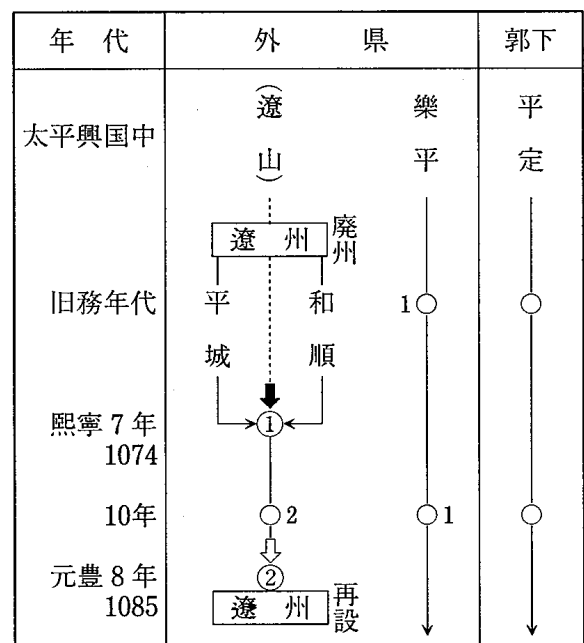 年 代 外 県 郭下
太平興国中 (遼山) 樂平 平定
遼 州 廃州
旧務年代 平城 和順 1
熙寧7年 ①
1074
10年 2 1
元豊8年 ②
1085 遼 州 再設